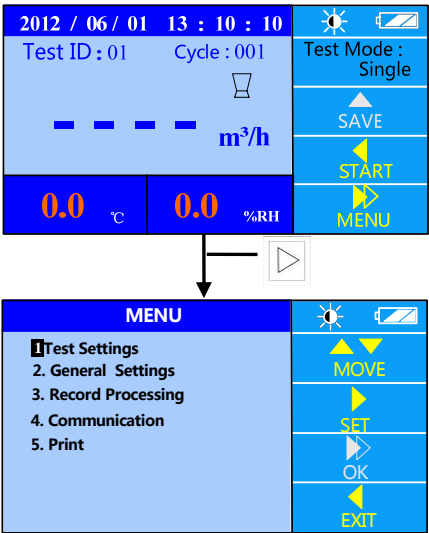 2012 / 06 / 01 13 : 10 : 10
Test ID : 01 Cycle : 001
---- m³/h
0.0 ℃ 0.0 %RH
Test Mode :
Single
SAVE
START
MENU
MENU
1 Test Settings
2. General Settings
3. Record Processing
4. Communication
5. Print
MOVE
SET
OK
EXIT